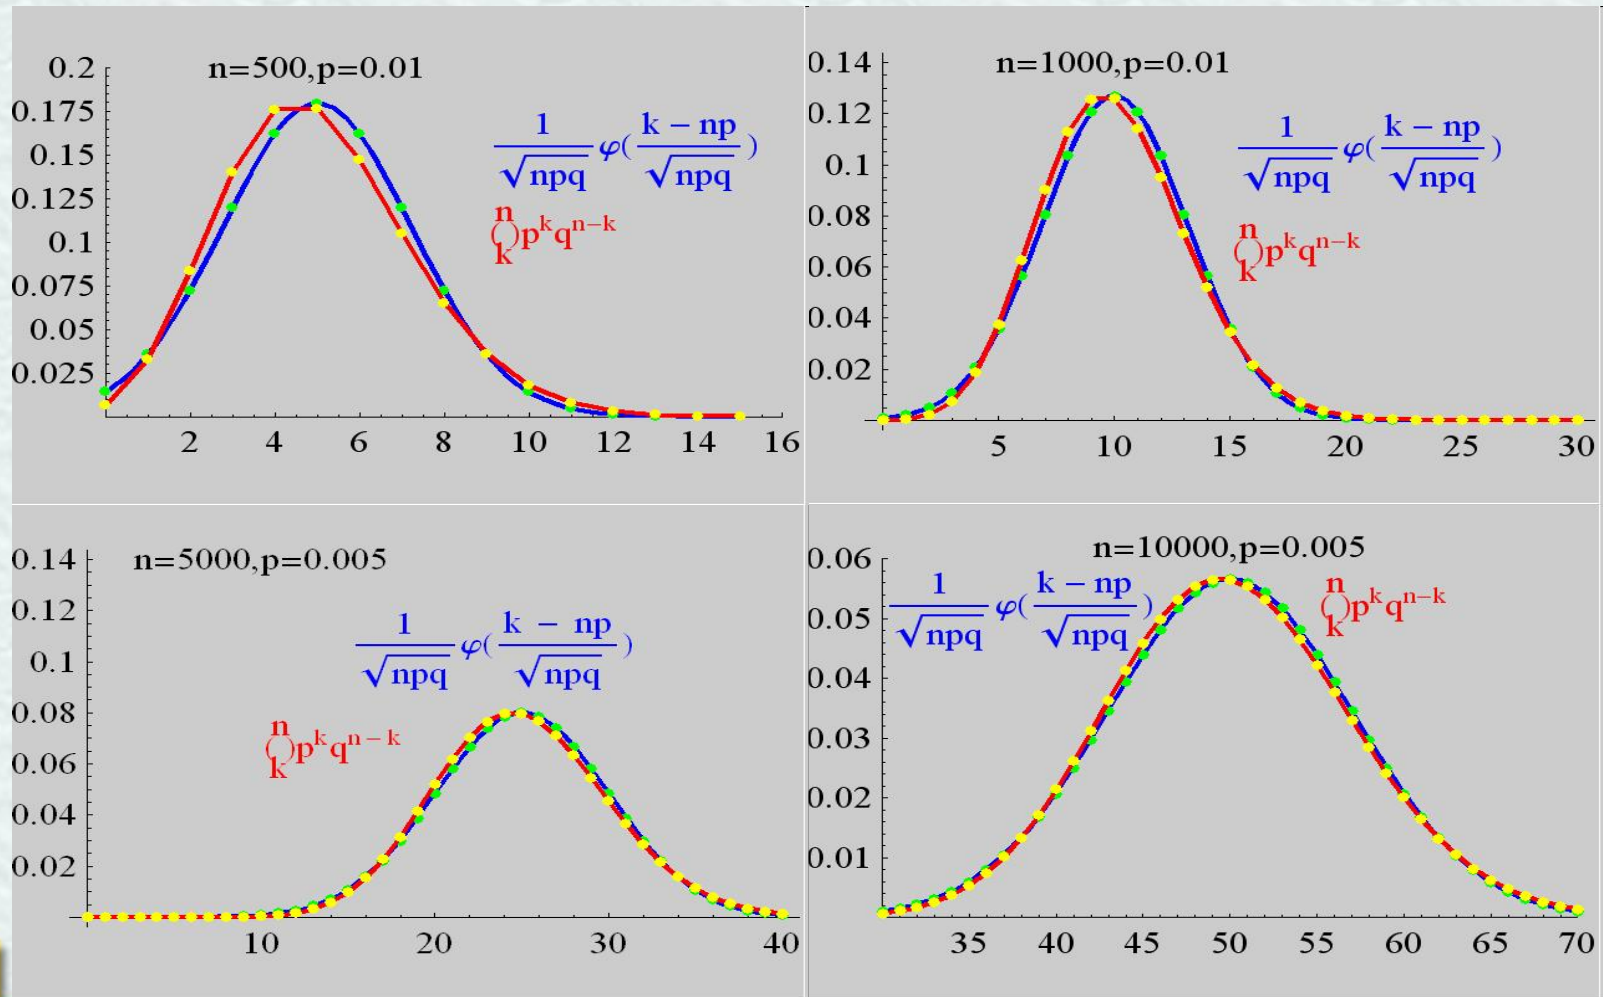 n=500,p=0.01
0.2
0.175
0.15
0.125
0.1
0.075
0.05
0.025
2 4 6 8 10 12 14 16
1/√npq φ(k − np/√npq)
(n k)p^k q^n−k
n=1000,p=0.01
0.14
0.12
0.1
0.08
0.06
0.04
0.02
5 10 15 20 25 30
1/√npq φ(k − np/√npq)
(n k)p^k q^n−k
n=5000,p=0.005
0.14
0.12
0.1
0.08
0.06
0.04
0.02
10 20 30 40
1/√npq φ(k − np/√npq)
(n k)p^k q^n−k
n=10000,p=0.005
0.06
0.05
0.04
0.03
0.02
0.01
35 40 45 50 55 60 65 70
1/√npq φ(k − np/√npq)
(n k)p^k q^n−k